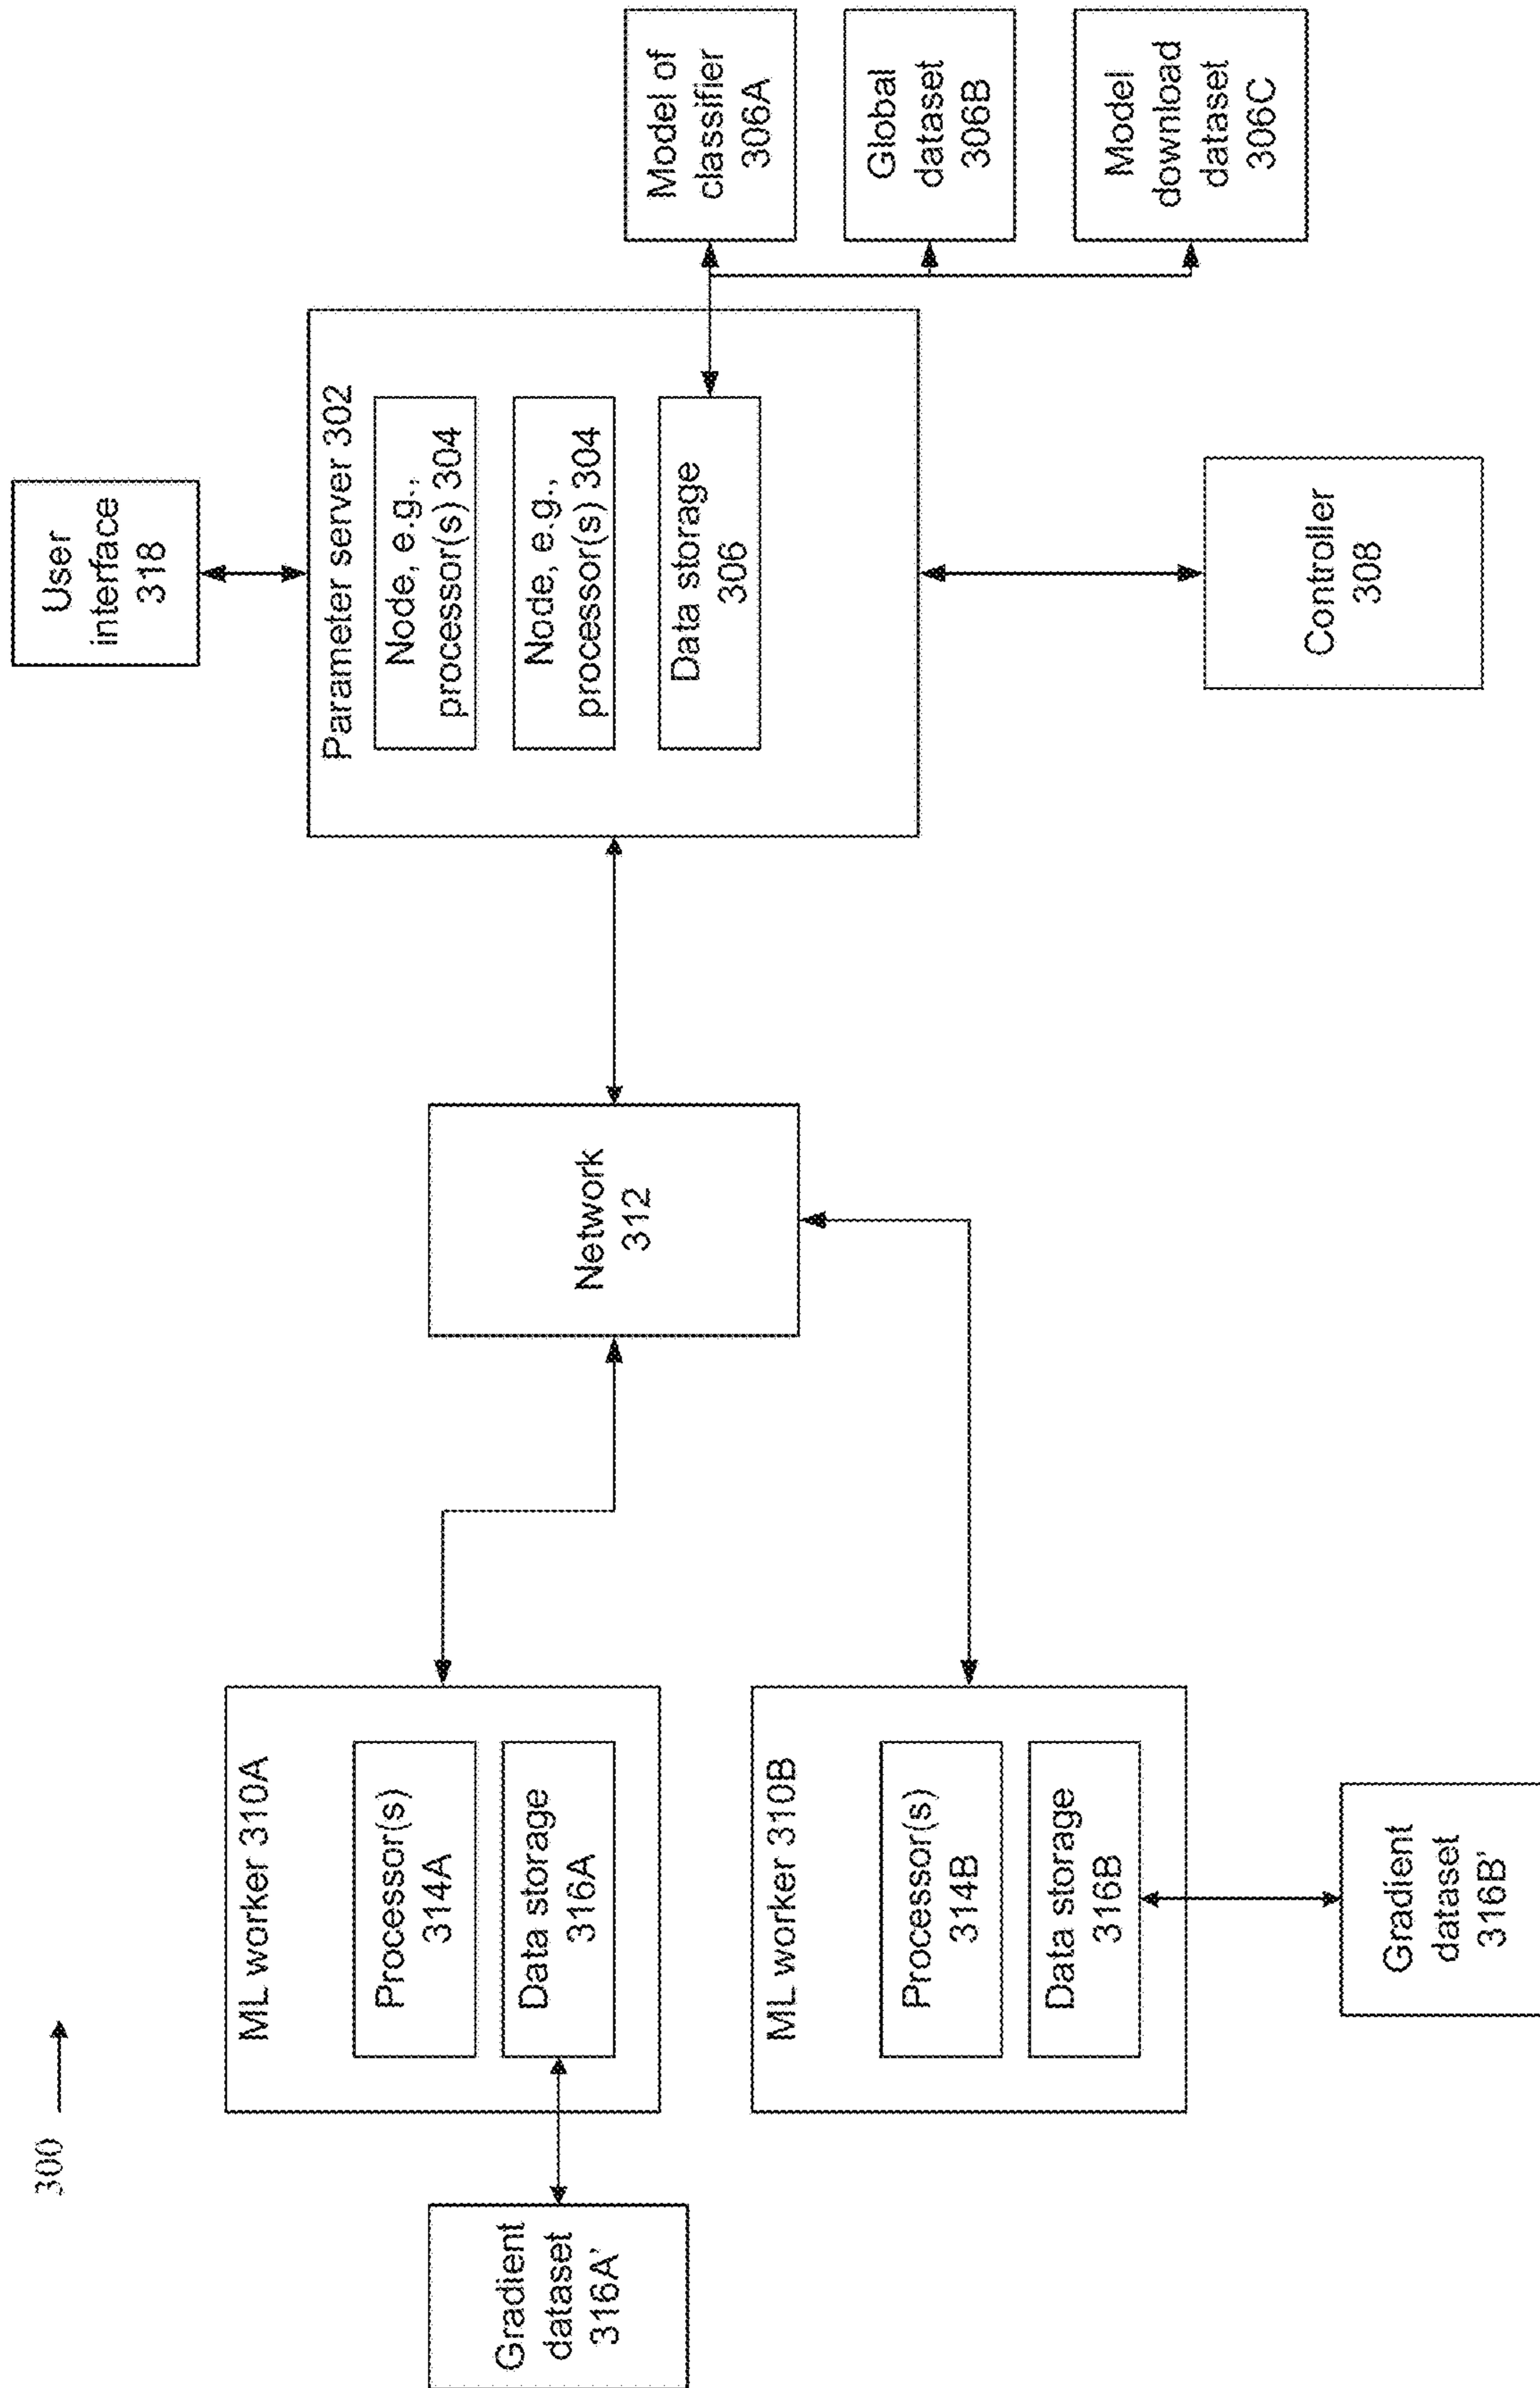 300
Gradient
dataset
316A'
ML worker 310A
Processor(s)
314A
Data storage
316A
ML worker 310B
Processor(s)
314B
Data storage
316B
Gradient
dataset
316B'
Network
312
User
interface
318
Parameter server 302
Node, e.g.,
processor(s) 304
Node, e.g.,
processor(s) 304
Data storage
306
Controller
308
Model of
classifier
306A
Global
dataset
306B
Model
download
dataset
306C